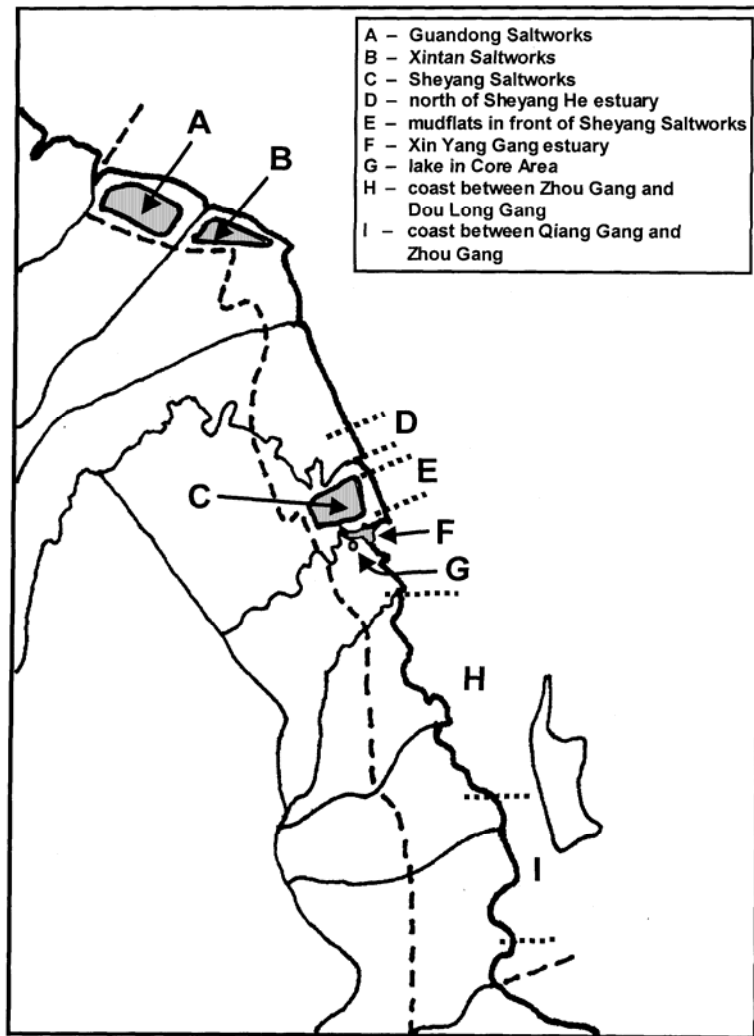 A – Guandong Saltworks
B – Xintan Saltworks
C – Sheyang Saltworks
D – north of Sheyang He estuary
E – mudflats in front of Sheyang Saltworks
F – Xin Yang Gang estuary
G – lake in Core Area
H – coast between Zhou Gang and
Dou Long Gang
I – coast between Qiang Gang and
Zhou Gang
A
B
D
E
C
F
G
H
I